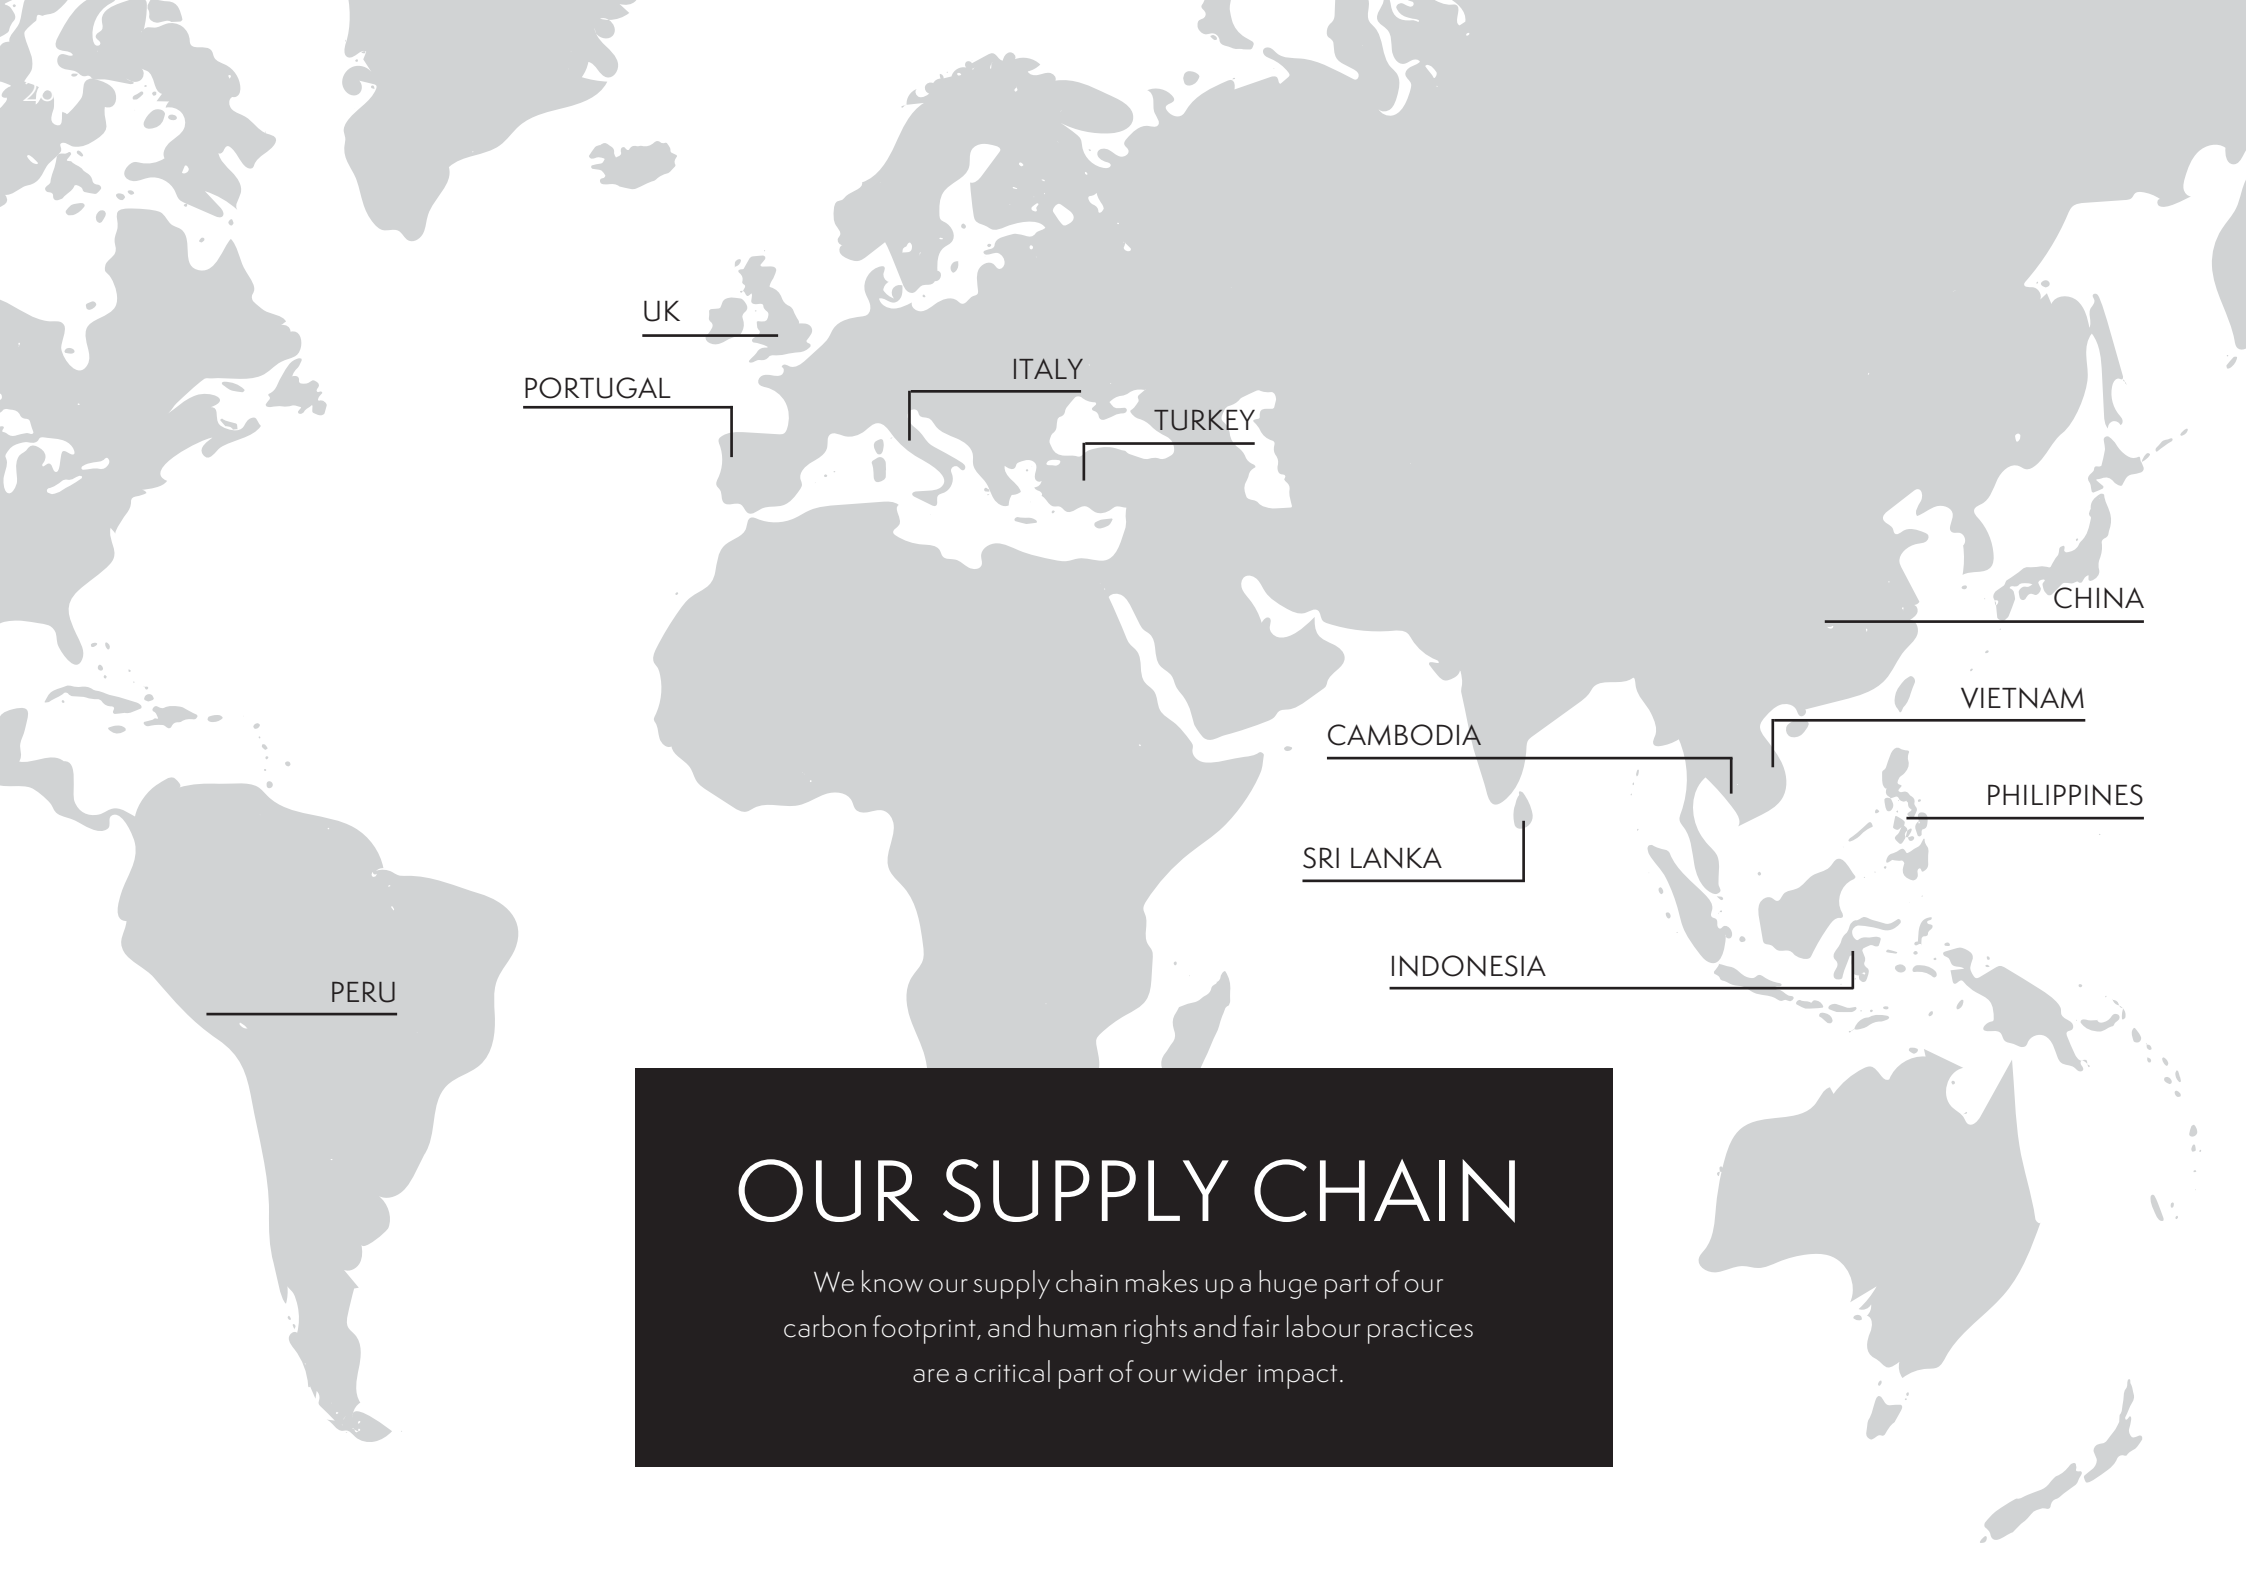 28
UK
ITALY
PORTUGAL
TURKEY
CHINA
VIETNAM
CAMBODIA
PHILIPPINES
SRI LANKA
INDONESIA
PERU
OUR SUPPLY CHAIN
We know our supply chain makes up a huge part of our
carbon footprint, and human rights and fair labour practices
are a critical part of our wider impact.